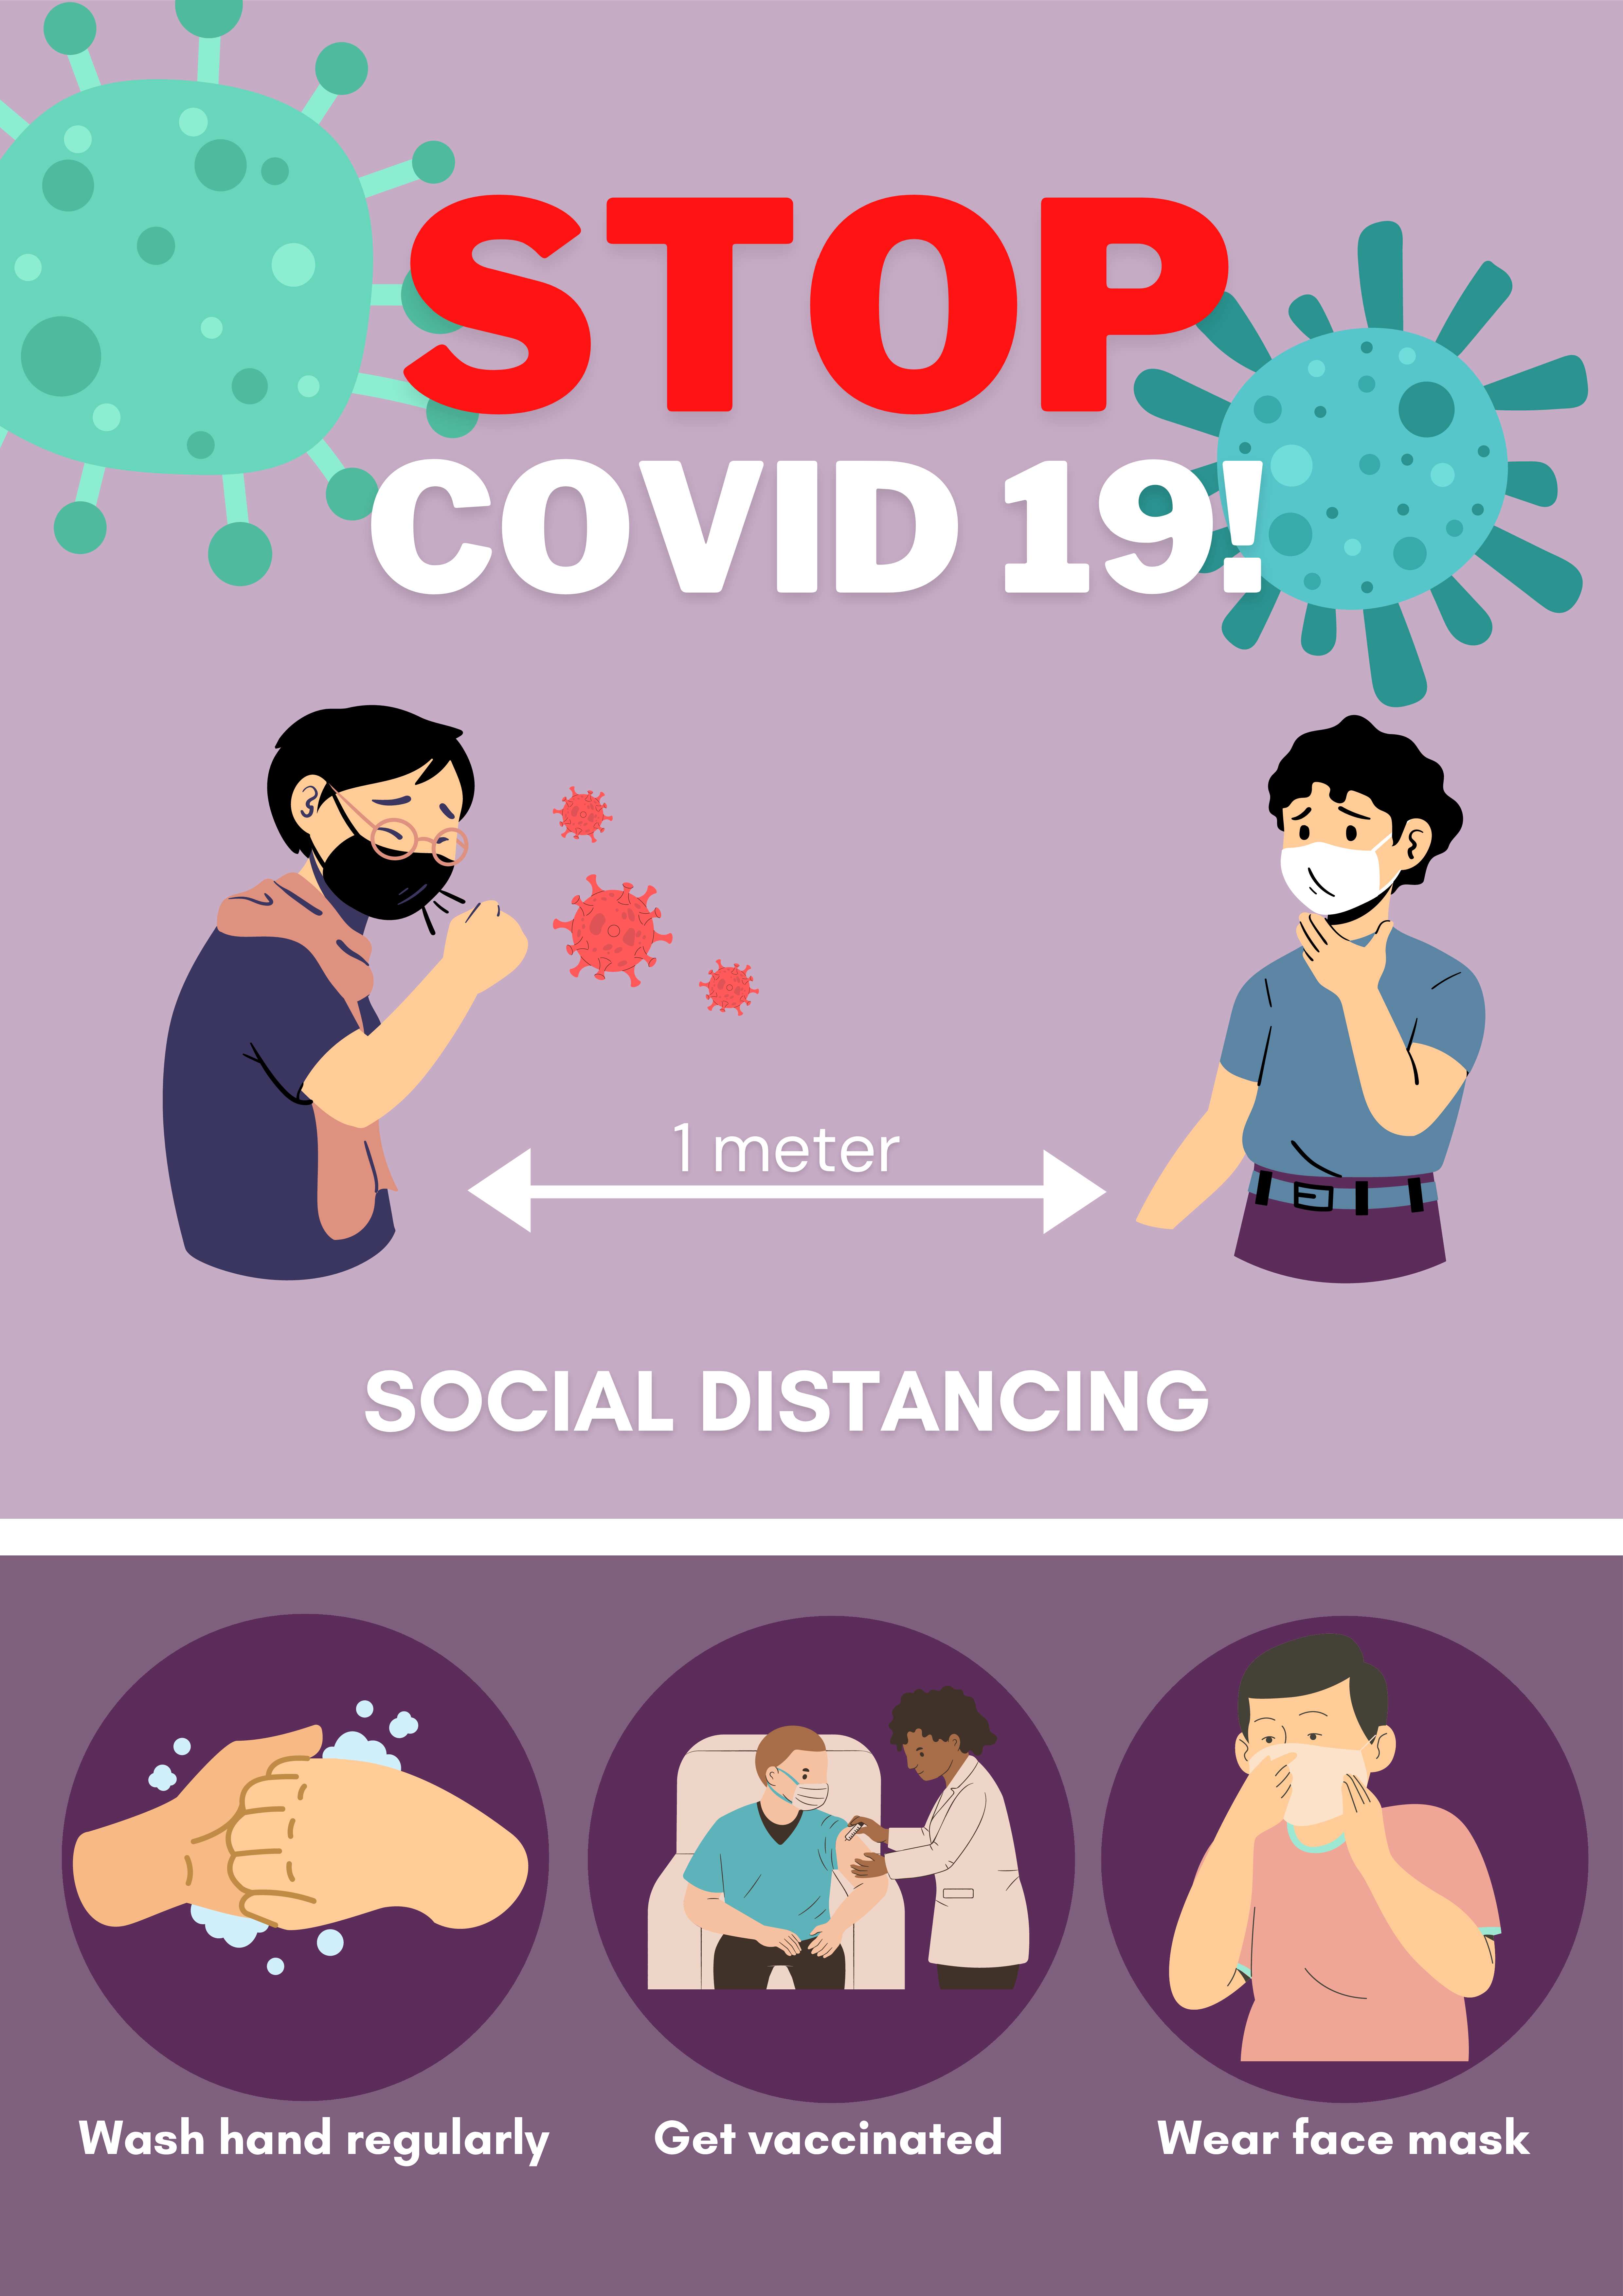 STOP
COVID 19!
1 meter
SOCIAL DISTANCING
Wash hand regularly
Get vaccinated
Wear face mask